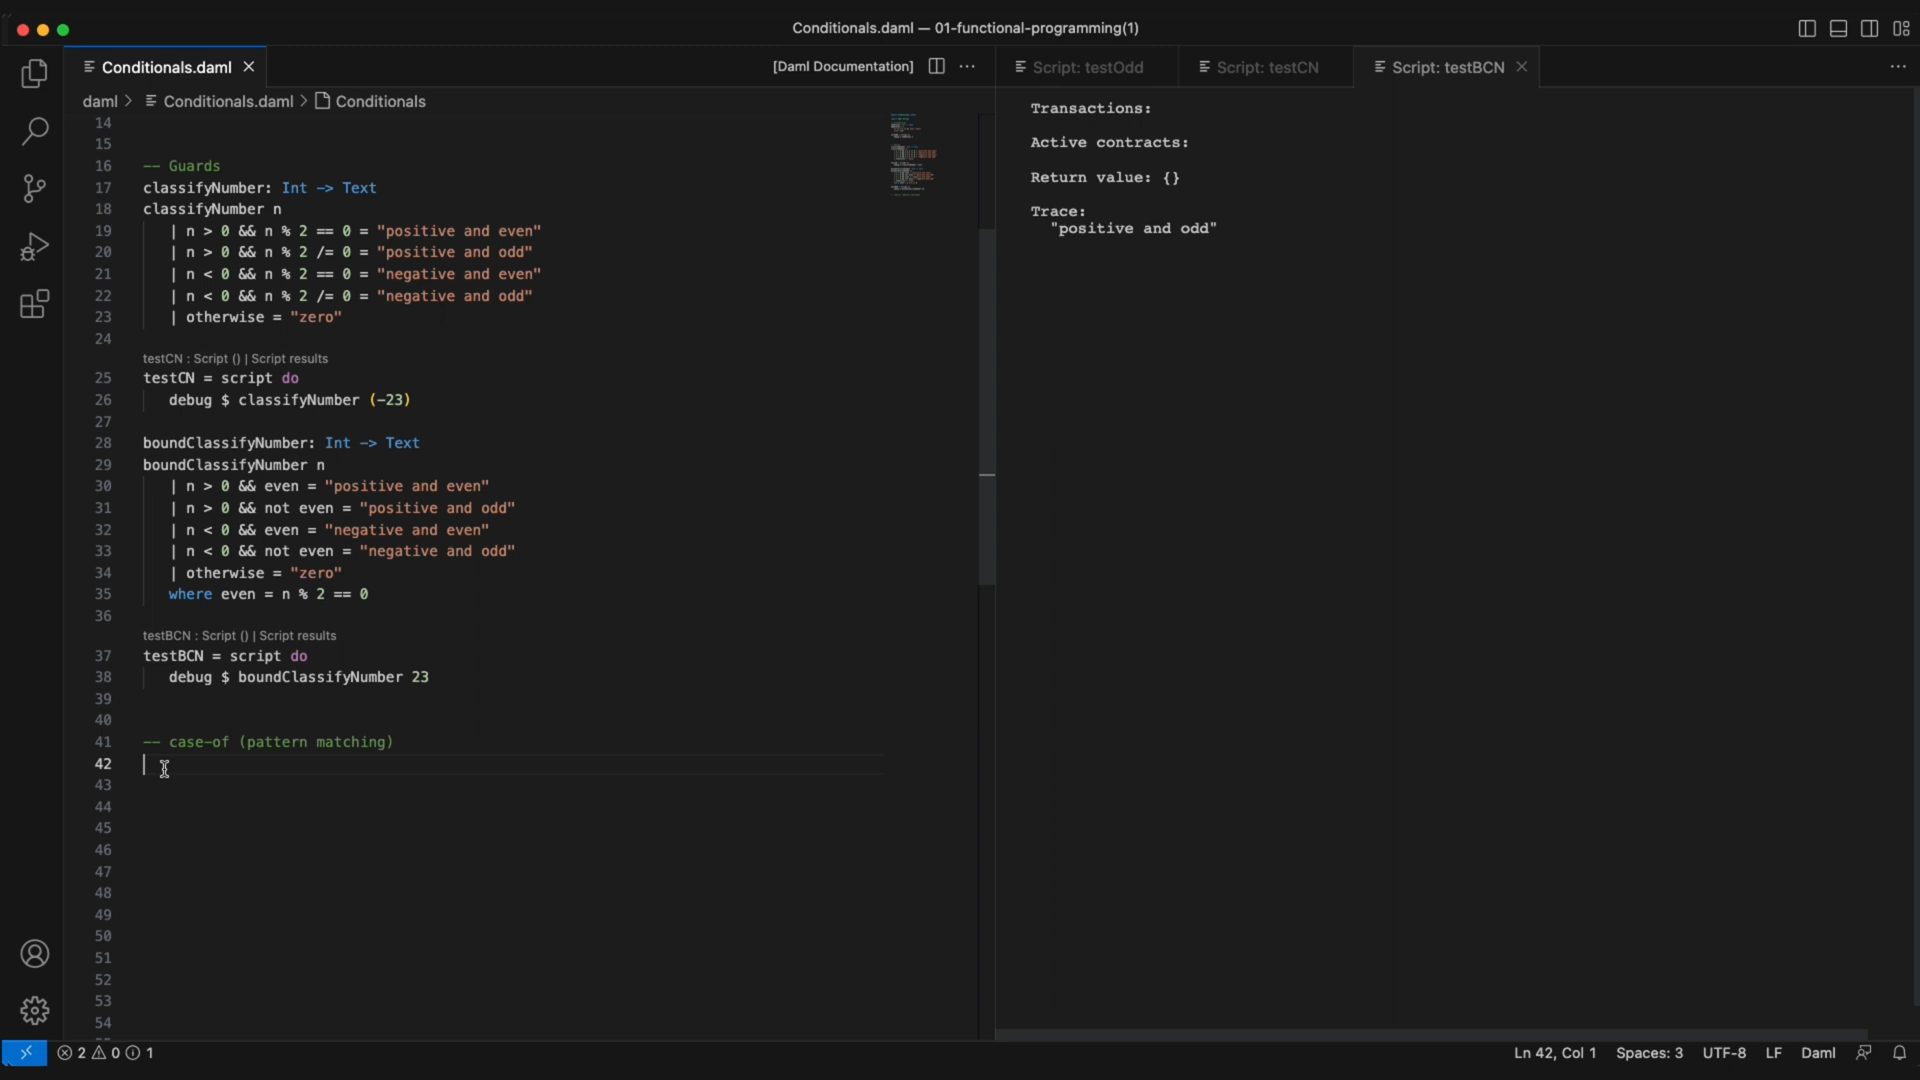 Conditionals.daml — 01-functional-programming(1)
Conditionals.daml
[Daml Documentation]
Script: testOdd
Script: testCN
Script: testBCN
daml > Conditionals.daml > Conditionals
14
15
16 -- Guards
17 classifyNumber: Int -> Text
18 classifyNumber n
19 | n > 0 && n % 2 == 0 = "positive and even"
20 | n > 0 && n % 2 /= 0 = "positive and odd"
21 | n < 0 && n % 2 == 0 = "negative and even"
22 | n < 0 && n % 2 /= 0 = "negative and odd"
23 | otherwise = "zero"
24
testCN : Script () | Script results
25 testCN = script do
26 debug $ classifyNumber (-23)
27
28 boundClassifyNumber: Int -> Text
29 boundClassifyNumber n
30 | n > 0 && even = "positive and even"
31 | n > 0 && not even = "positive and odd"
32 | n < 0 && even = "negative and even"
33 | n < 0 && not even = "negative and odd"
34 | otherwise = "zero"
35 where even = n % 2 == 0
36
testBCN : Script () | Script results
37 testBCN = script do
38 debug $ boundClassifyNumber 23
39
40
41 -- case-of (pattern matching)
42
43
44
45
46
47
48
49
50
51
52
53
54
Transactions:
Active contracts:
Return value: {}
Trace:
"positive and odd"
2 0 1
Ln 42, Col 1 Spaces: 3 UTF-8 LF Daml